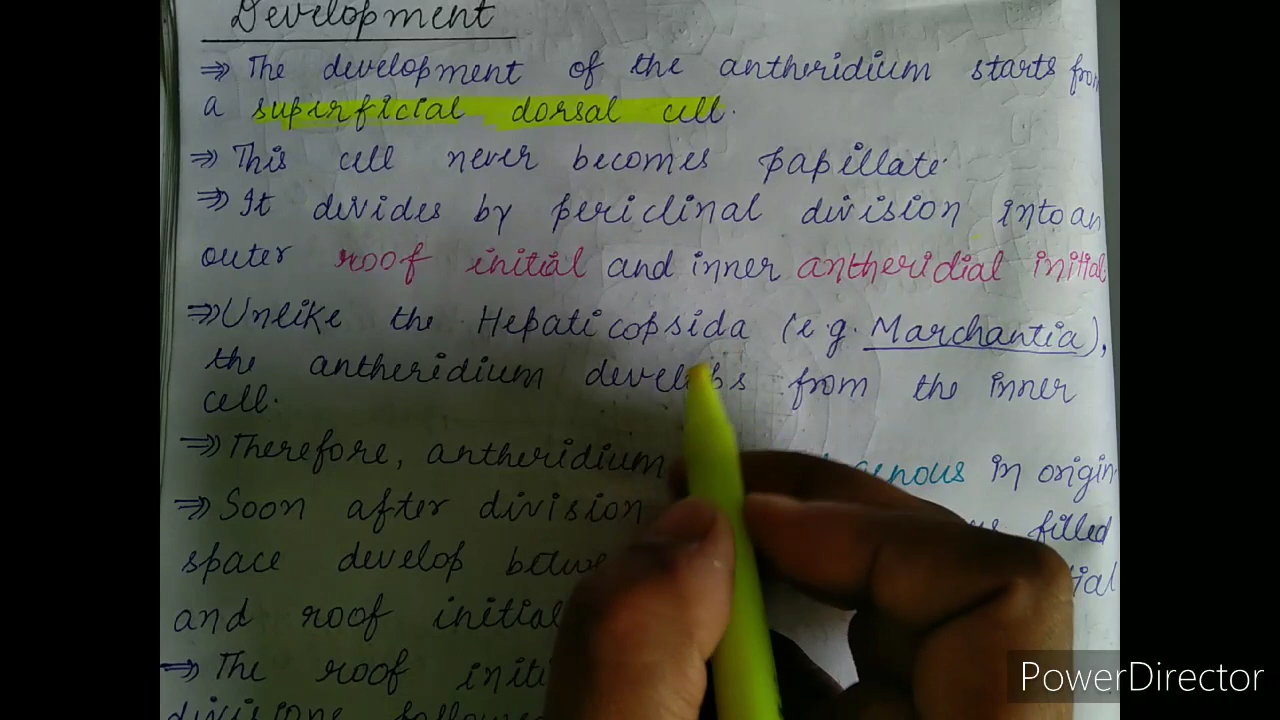 Development
⇒ The development of the antheridium starts from
a superficial dorsal cell.
⇒ This cell never becomes papillate.
⇒ It divides by periclinal division into an
outer roof initial and inner antheridial initial
⇒ Unlike the Hepaticopsida (e.g. Marchantia),
the antheridium develops from the inner
cell.
⇒ Therefore, antheridium in origin
⇒ Soon after division filled
space develop
and roof initial
⇒ The roof
PowerDirector